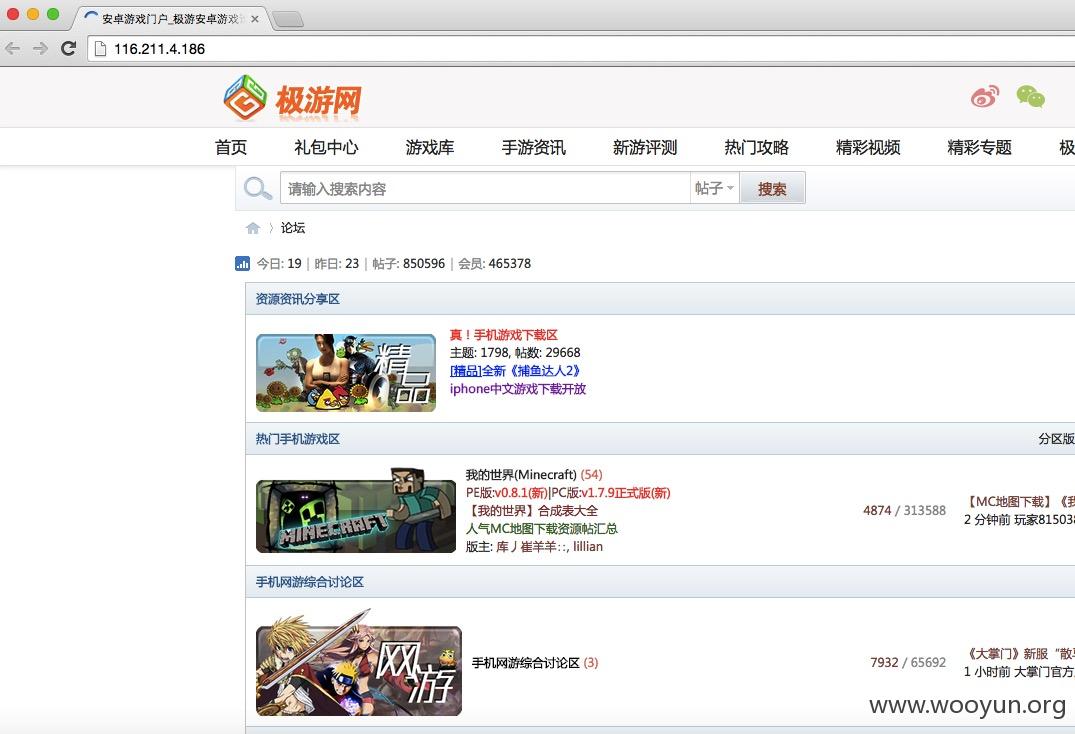 安卓游戏门户_极游安卓游戏
116.211.4.186
极游网
首页 礼包中心 游戏库 手游资讯 新游评测 热门攻略 精彩视频 精彩专题 极
请输入搜索内容 帖子 搜索
论坛
今日: 19 | 昨日: 23 | 帖子: 850596 | 会员: 465378
资源资讯分享区
精品
真！手机游戏下载区
主题: 1798, 帖数: 29668
[精品]全新《捕鱼达人2》
iphone中文游戏下载开放
热门手机游戏区 分区版
MINECRAFT
我的世界(Minecraft) (54)
PE版:v0.8.1(新)|PC版:v1.7.9正式版(新)
【我的世界】合成表大全
人气MC地图下载资源帖汇总
版主: 库丿崔羊羊::, lillian
4874 / 313588
【MC地图下载】《我
2 分钟前 玩家815038
手机网游综合讨论区
网游
手机网游综合讨论区 (3)
7932 / 65692
《大掌门》新服“散
1 小时前 大掌门官方
www.wooyun.org